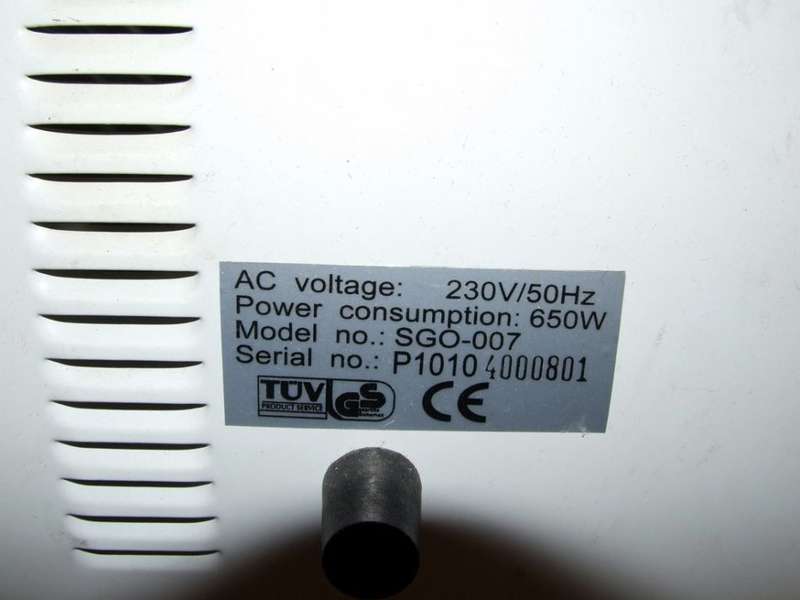 AC voltage: 230V/50Hz
Power consumption: 650W
Model no.: SGO-007
Serial no.: P1010 4000801
TÜV
PRODUCT SERVICE
GS
CE